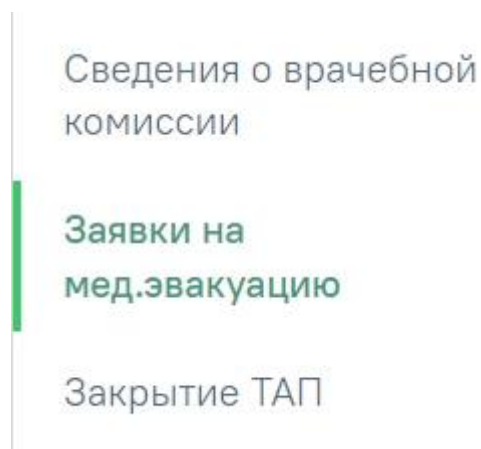 Сведения о врачебной
комиссии
Заявки на
мед.эвакуацию
Закрытие ТАП